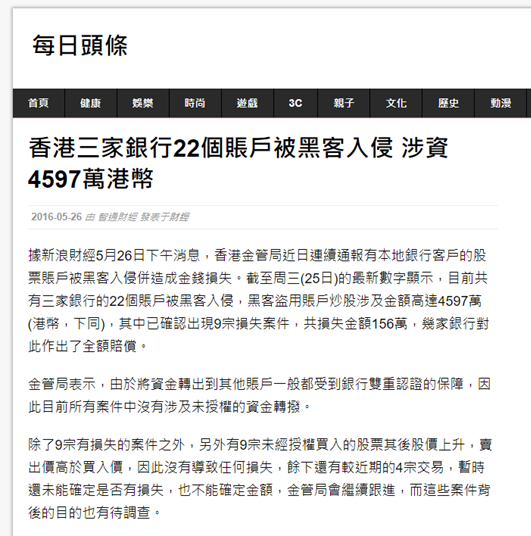 每日頭條
首頁 健康 娛樂 時尚 遊戲 3C 親子 文化 歷史 動漫
香港三家銀行22個賬戶被黑客入侵 涉資
4597萬港幣
2016-05-26 由 智通財經 發表于財經
據新浪財經5月26日下午消息，香港金管局近日連續通報有本地銀行客戶的股
票賬戶被黑客入侵併造成金錢損失。截至周三(25日)的最新數字顯示，目前共
有三家銀行的22個賬戶被黑客入侵，黑客盜用賬戶炒股涉及金額高達4597萬
(港幣，下同)，其中已確認出現9宗損失案件，共損失金額156萬，幾家銀行對
此作出了全額賠償。
金管局表示，由於將資金轉出到其他賬戶一般都受到銀行雙重認證的保障，因
此目前所有案件中沒有涉及未授權的資金轉撥。
除了9宗有損失的案件之外，另外有9宗未經授權買入的股票其後股價上升，賣
出價高於買入價，因此沒有導致任何損失，餘下還有較近期的4宗交易，暫時
還未能確定是否有損失，也不能確定金額，金管局會繼續跟進，而這些案件背
後的目的也有待調查。